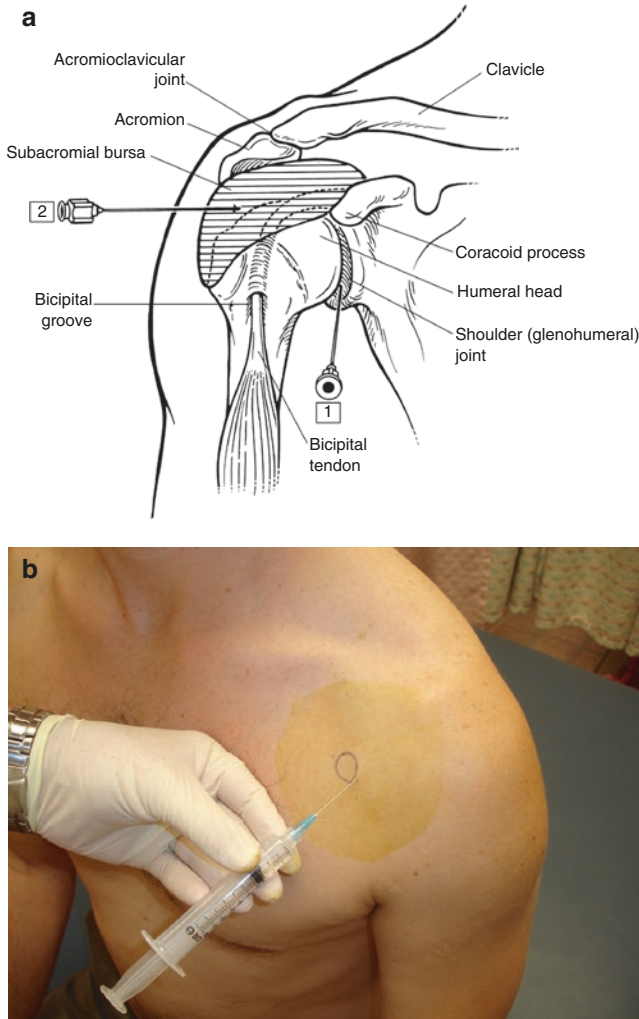 a
Acromioclavicular
joint
Clavicle
Acromion
Subacromial bursa
2
Coracoid process
Bicipital
groove
Humeral head
Shoulder (glenohumeral)
joint
1
Bicipital
tendon
b